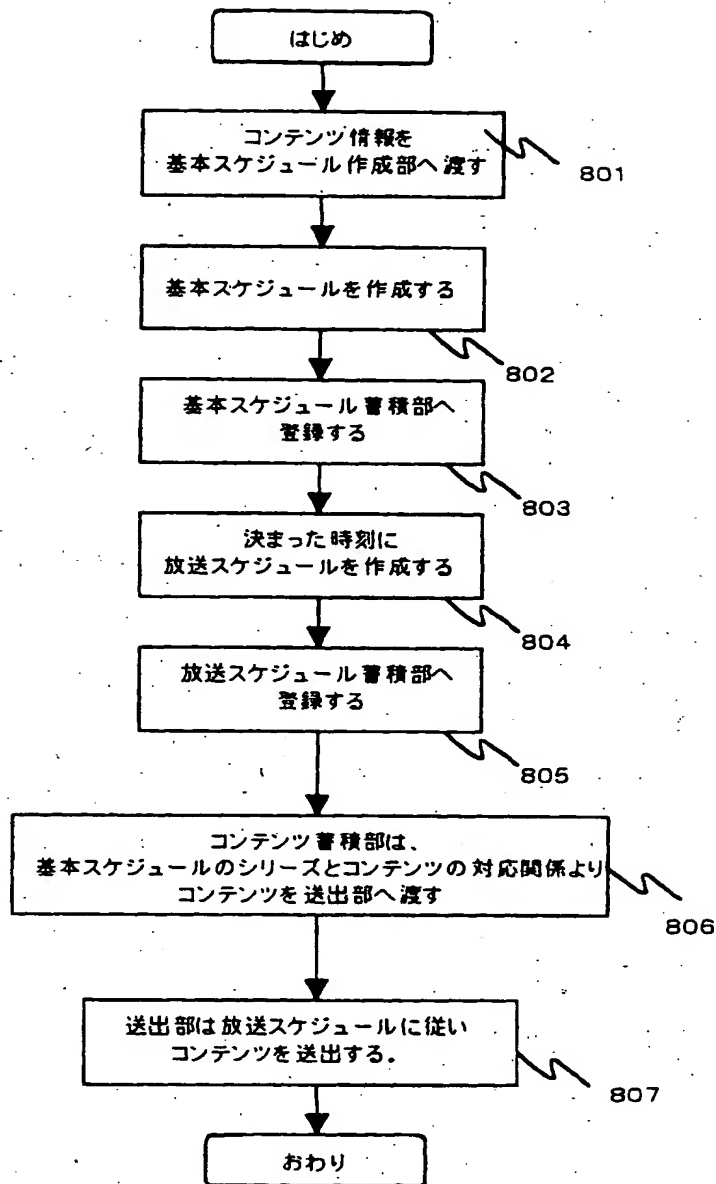 はじめ
コンテンツ情報を
基本スケジュール作成部へ渡す
801
基本スケジュールを作成する
802
基本スケジュール蓄積部へ
登録する
803
決まった時刻に
放送スケジュールを作成する
804
放送スケジュール蓄積部へ
登録する
805
コンテンツ蓄積部は、
基本スケジュールのシリーズとコンテンツの対応関係より
コンテンツを送出部へ渡す
806
送出部は放送スケジュールに従い
コンテンツを送出する。
807
おわり